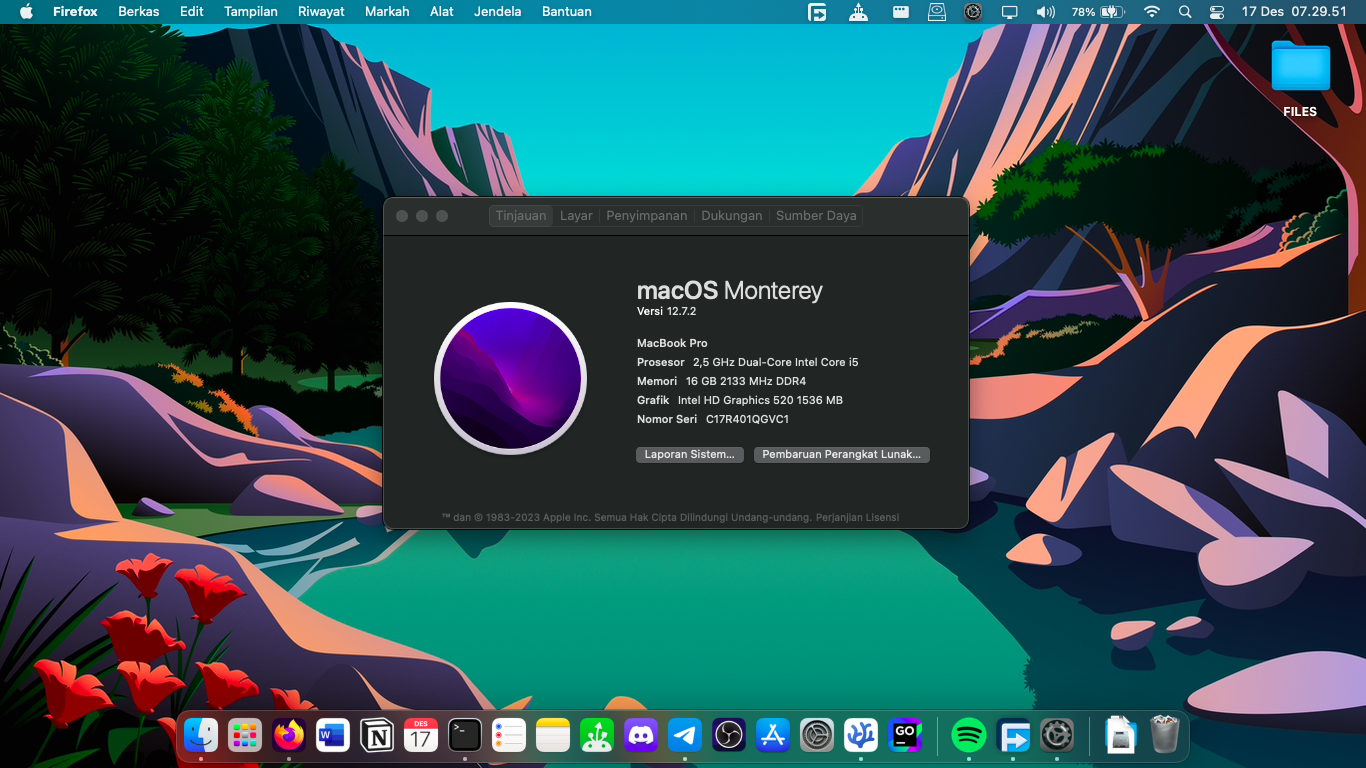 Firefox Berkas Edit Tampilan Riwayat Markah Alat Jendela Bantuan 78% 17 Des 07.29.51
FILES
Tinjauan Layar Penyimpanan Dukungan Sumber Daya
macOS Monterey
Versi 12.7.2
MacBook Pro
Prosesor 2,5 GHz Dual-Core Intel Core i5
Memori 16 GB 2133 MHz DDR4
Grafik Intel HD Graphics 520 1536 MB
Nomor Seri C17R401QGVC1
Laporan Sistem... Pembaruan Perangkat Lunak...
™ dan © 1983-2023 Apple Inc. Semua Hak Cipta Dilindungi Undang-undang. Perjanjian Lisensi
W N DES 17 >_ GO